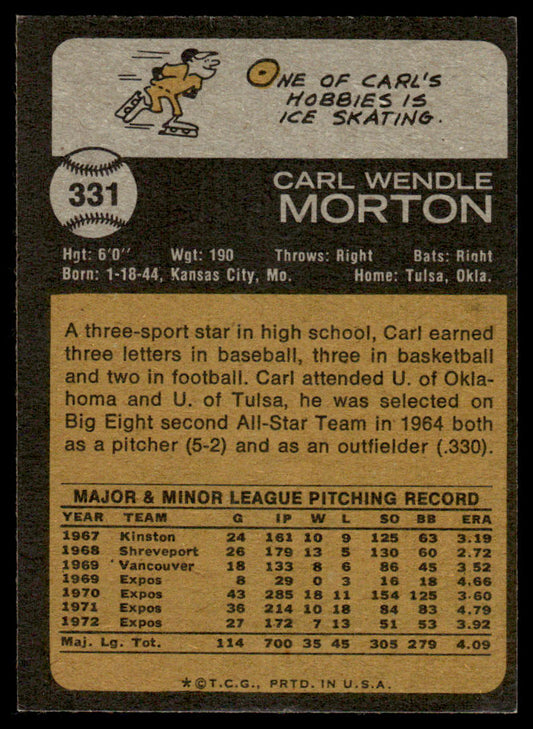 ONE OF CARL'S
HOBBIES IS
ICE SKATING.
331
CARL WENDLE
MORTON
Hgt: 6'0" Wgt: 190 Throws: Right Bats: Right
Born: 1-18-44, Kansas City, Mo. Home: Tulsa, Okla.
A three-sport star in high school, Carl earned
three letters in baseball, three in basketball
and two in football. Carl attended U. of Okla-
homa and U. of Tulsa, he was selected on
Big Eight second All-Star Team in 1964 both
as a pitcher (5-2) and as an outfielder (.330).
MAJOR & MINOR LEAGUE PITCHING RECORD
YEAR TEAM G IP W L SO BB ERA
1967 Kinston 24 161 10 9 125 63 3.19
1968 Shreveport 26 179 13 5 130 60 2.72
1969 Vancouver 18 133 8 6 86 45 3.52
1969 Expos 8 29 0 3 16 18 4.66
1970 Expos 43 285 18 11 154 125 3.60
1971 Expos 36 214 10 18 84 83 4.79
1972 Expos 27 172 7 13 51 53 3.92
Maj. Lg. Tot. 114 700 35 45 305 279 4.09
*©T.C.G., PRTD. IN U.S.A.